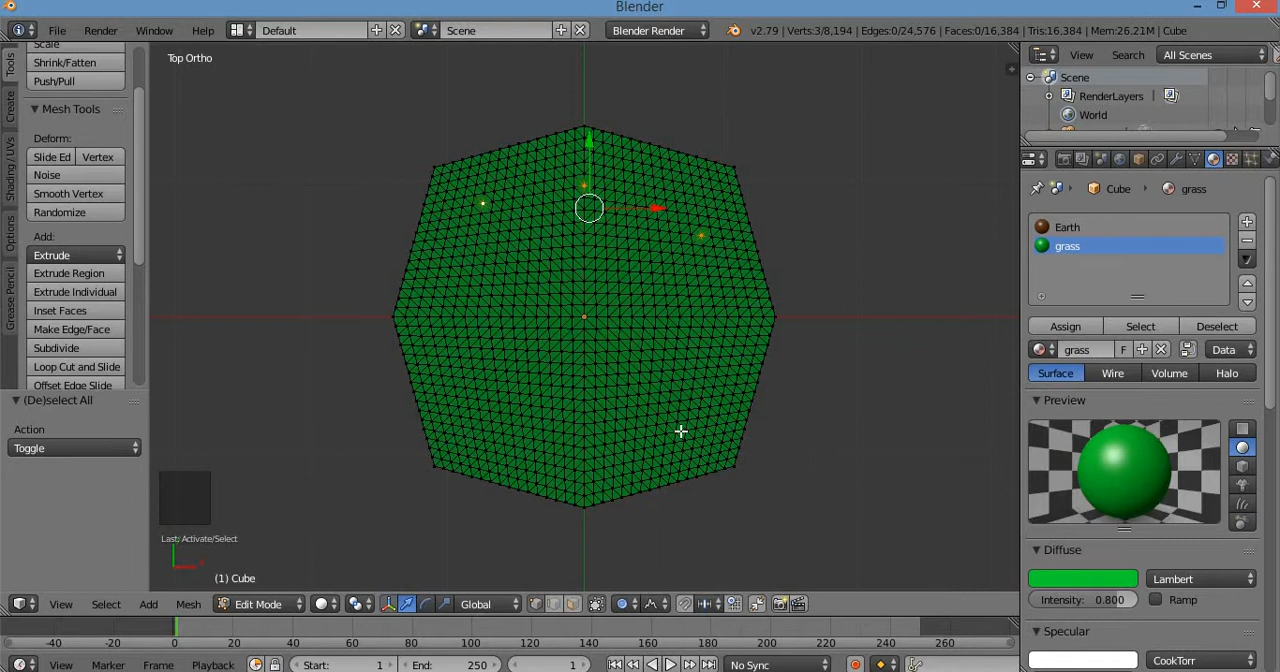 Blender
File Render Window Help Default Scene Blender Render v2.79 | Verts:3/8,194 | Edges:0/24,576 | Faces:0/16,384 | Tris:16,384 | Mem:26.21M | Cube
Scale
Shrink/Fatten
Push/Pull
Mesh Tools
Deform:
Slide Ed Vertex
Noise
Smooth Vertex
Randomize
Add:
Extrude
Extrude Region
Extrude Individual
Inset Faces
Make Edge/Face
Subdivide
Loop Cut and Slide
Offset Edge Slide
(De)select All
Action
Toggle
Tools
Create
Shading / UVs
Options
Grease Pencil
Top Ortho
Last: Activate/Select
(1) Cube
View Search All Scenes
Scene
RenderLayers
World
Cube grass
Earth
grass
Assign Select Deselect
grass F Data
Surface Wire Volume Halo
Preview
Diffuse
Lambert
Intensity: 0.800 Ramp
Specular
CookTorr
View Select Add Mesh Edit Mode Global
-40 -20 0 20 40 60 80 100 120 140 160 180 200 220 240 260
View Marker Frame Playback Start: 1 End: 250 1 No Sync